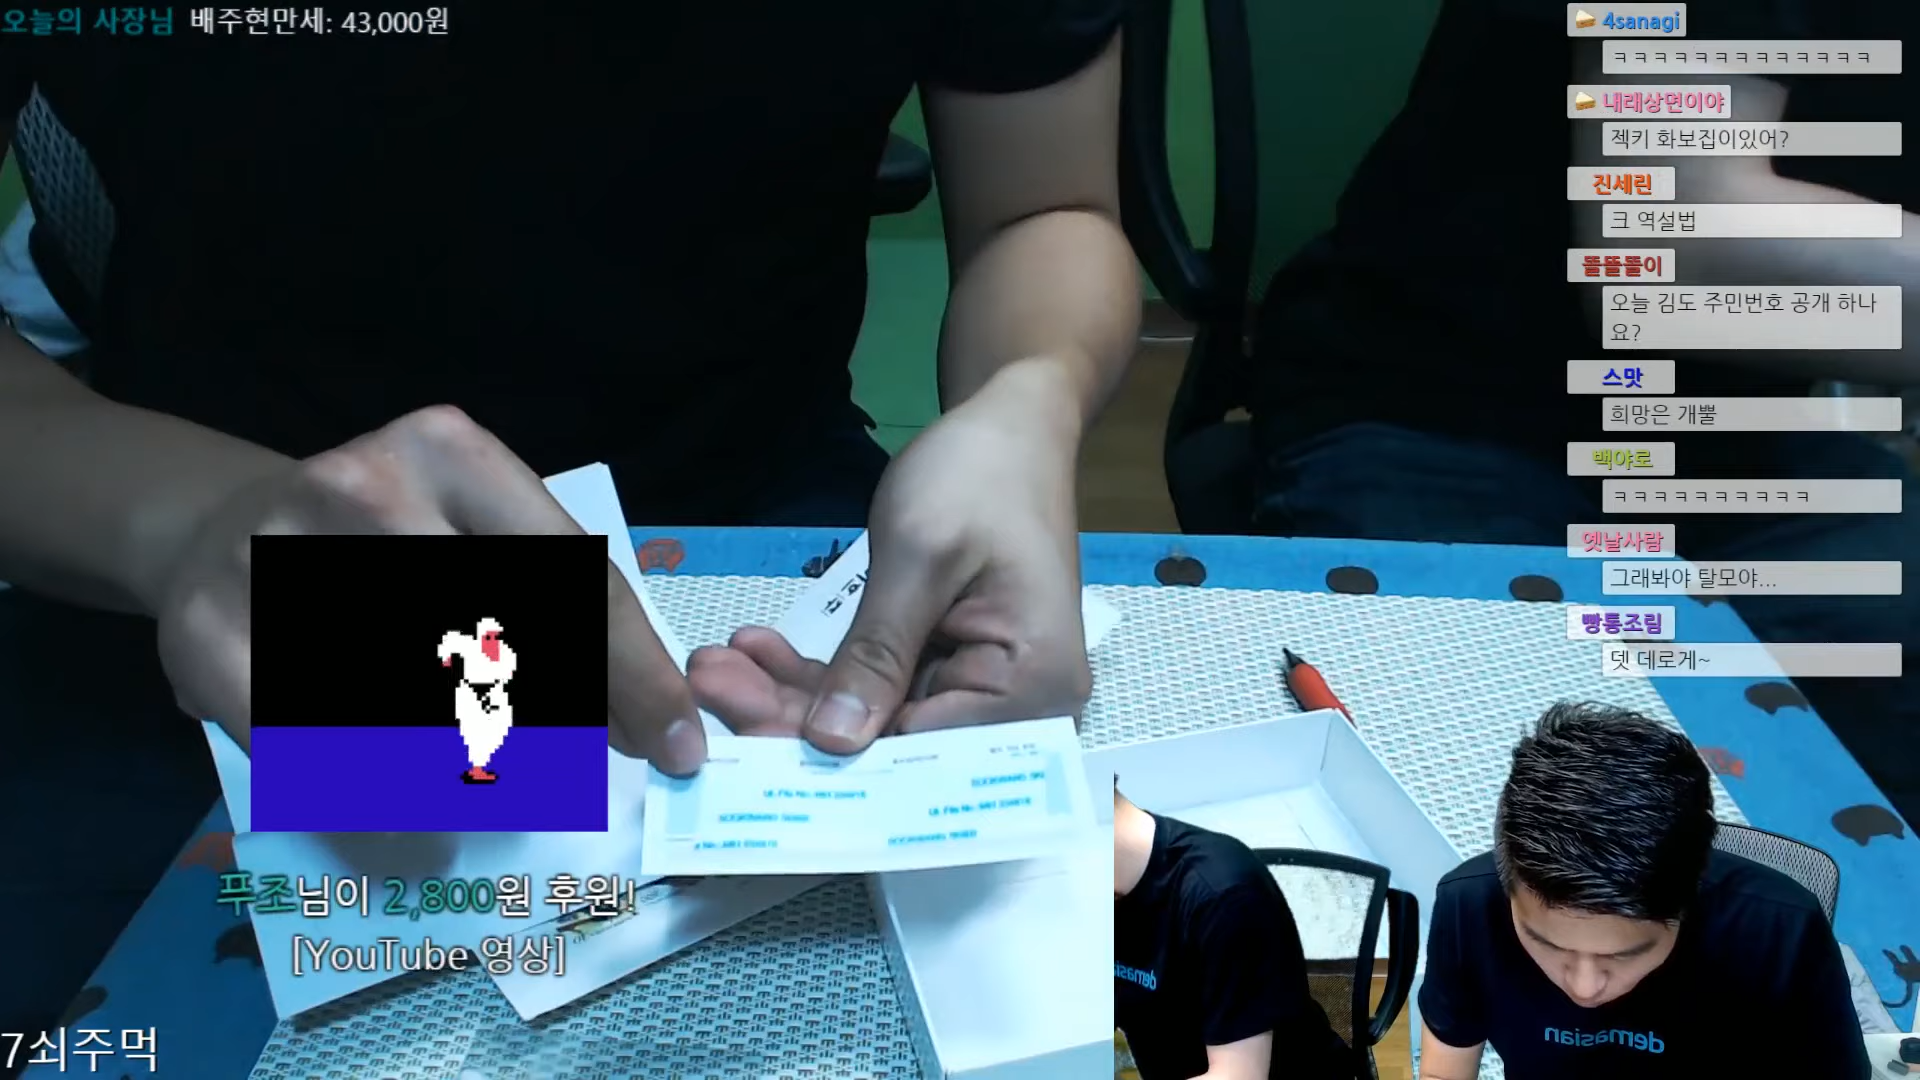 오늘의 사장님 배주현만세: 43,000원
4sanagi
ㅋㅋㅋㅋㅋㅋㅋㅋㅋㅋㅋㅋㅋ
내래상면이야
젝키 화보집이있어?
진세린
크 역설법
뜰뜰뜰이
오늘 김도 주민번호 공개 하나
요?
스맛
희망은 개뿔
백야로
ㅋㅋㅋㅋㅋㅋㅋㅋㅋㅋ
옛날사람
그래봐야 탈모야...
빵통조림
뎃 데로게~
푸조님이 2,800원 후원!
[YouTube 영상]
7쇠주먹
demasian